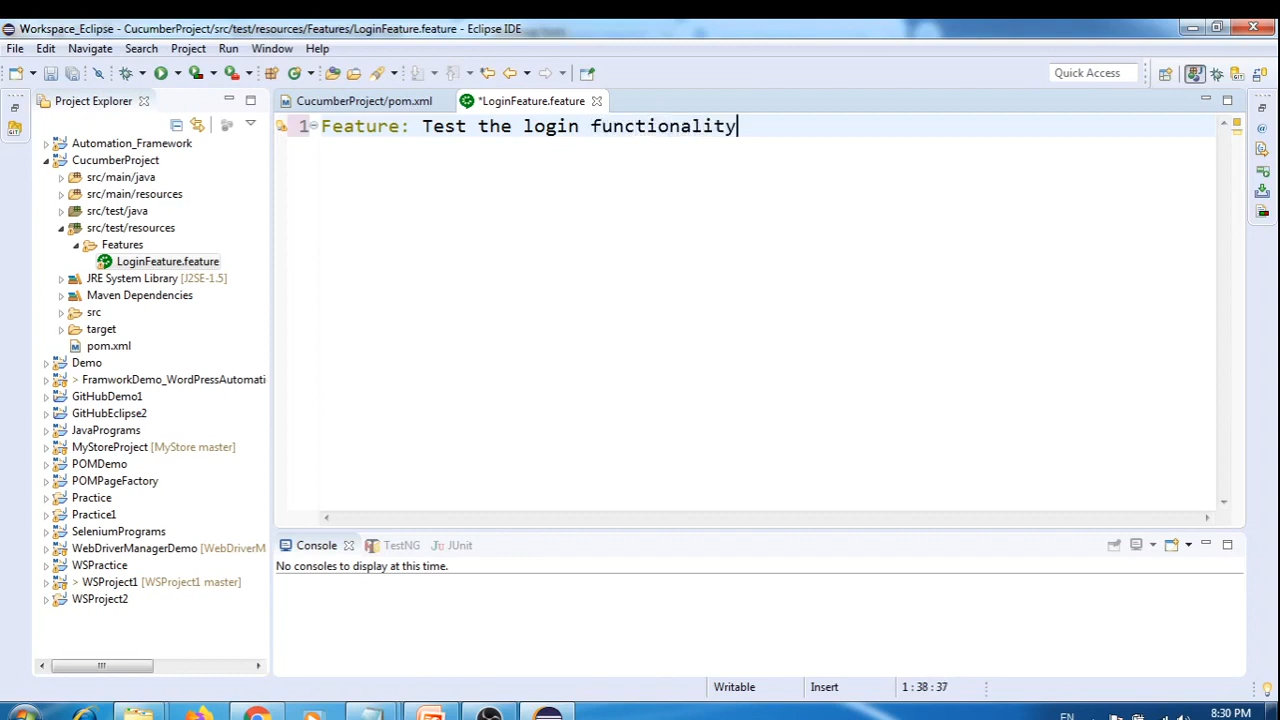 Workspace_Eclipse - CucumberProject/src/test/resources/Features/LoginFeature.feature - Eclipse IDE
File Edit Navigate Search Project Run Window Help
Quick Access
Project Explorer
CucumberProject/pom.xml
*LoginFeature.feature
1 Feature: Test the login functionality
Automation_Framework
CucumberProject
src/main/java
src/main/resources
src/test/java
src/test/resources
Features
LoginFeature.feature
JRE System Library [J2SE-1.5]
Maven Dependencies
src
target
pom.xml
Demo
> FramworkDemo_WordPressAutomati
GitHubDemo1
GitHubEclipse2
JavaPrograms
MyStoreProject [MyStore master]
POMDemo
POMPageFactory
Practice
Practice1
SeleniumPrograms
WebDriverManagerDemo [WebDriverM
WSPractice
> WSProject1 [WSProject1 master]
WSProject2
Console TestNG JUnit
No consoles to display at this time.
Writable Insert 1 : 38 : 37
EN 8:30 PM